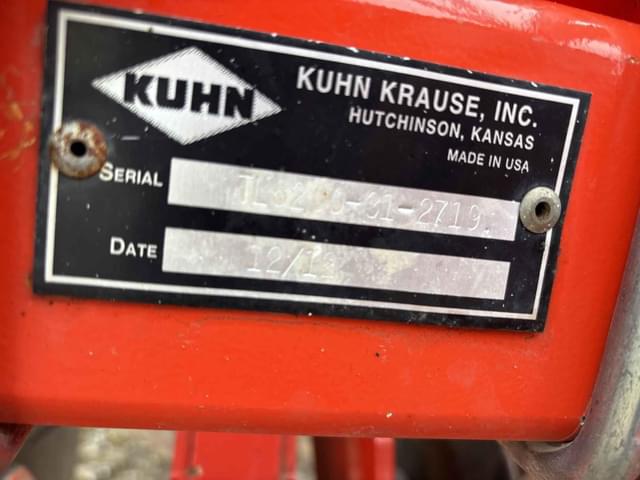 KUHN
KUHN KRAUSE, INC.
HUTCHINSON, KANSAS
MADE IN USA
SERIAL
DATE